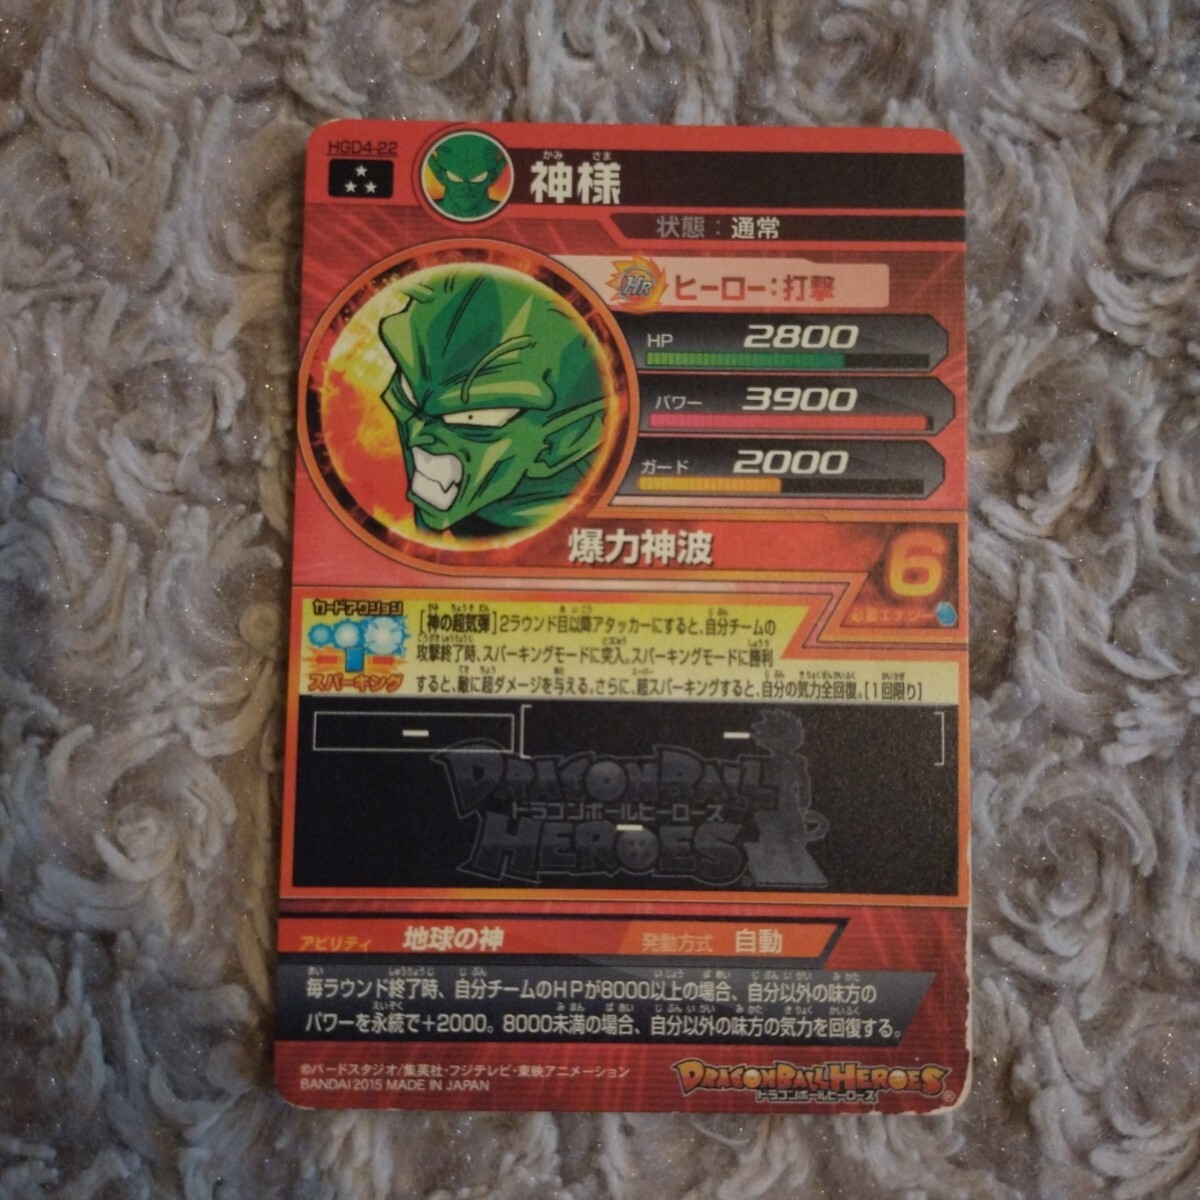 HGD4-22
かみ さま
神様
状態：通常
HR ヒーロー：打撃
HP 2800
パワー 3900
ガード 2000
爆力神波
6
必要エナジー
カードアクション
スパーキング
[神の超気弾]2ラウンド目以降アタッカーにすると、自分チームの
攻撃終了時、スパーキングモードに突入。スパーキングモードに勝利
すると、敵に超ダメージを与える。さらに、超スパーキングすると、自分の気力全回復。[1回限り]
ー
ー
ー
DRAGONBALL
ドラゴンボールヒーローズ
HEROES
アビリティ 地球の神 発動方式 自動
毎ラウンド終了時、自分チームのHPが8000以上の場合、自分以外の味方の
パワーを永続で+2000。8000未満の場合、自分以外の味方の気力を回復する。
©バードスタジオ/集英社・フジテレビ・東映アニメーション
BANDAI 2015 MADE IN JAPAN
DRAGONBALL HEROES
ドラゴンボールヒーローズ